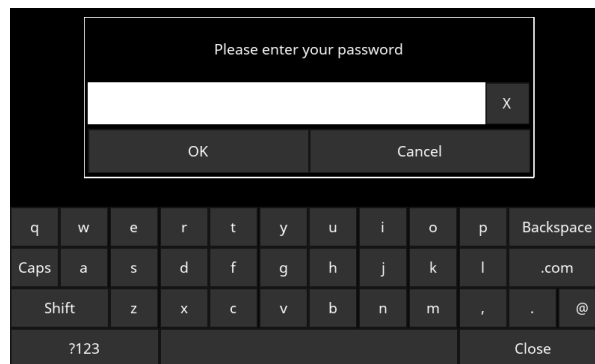 Please enter your password
X
OK Cancel
q w e r t y u i o p Backspace
Caps a s d f g h j k l .com
Shift z x c v b n m , . @
?123 Close